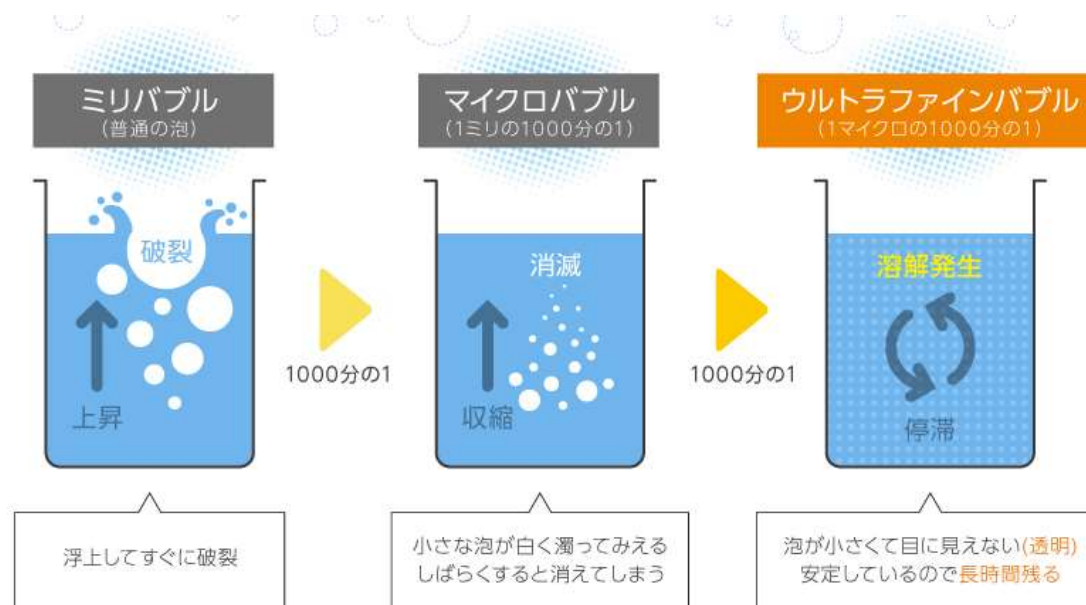 ミリバブル
(普通の泡)
破裂
上昇
浮上してすぐに破裂
1000分の1
マイクロバブル
(1ミリの1000分の1)
消滅
収縮
小さな泡が白く濁ってみえる
しばらくすると消えてしまう
1000分の1
ウルトラファインバブル
(1マイクロの1000分の1)
溶解発生
停滞
泡が小さくて目に見えない(透明)
安定しているので長時間残る